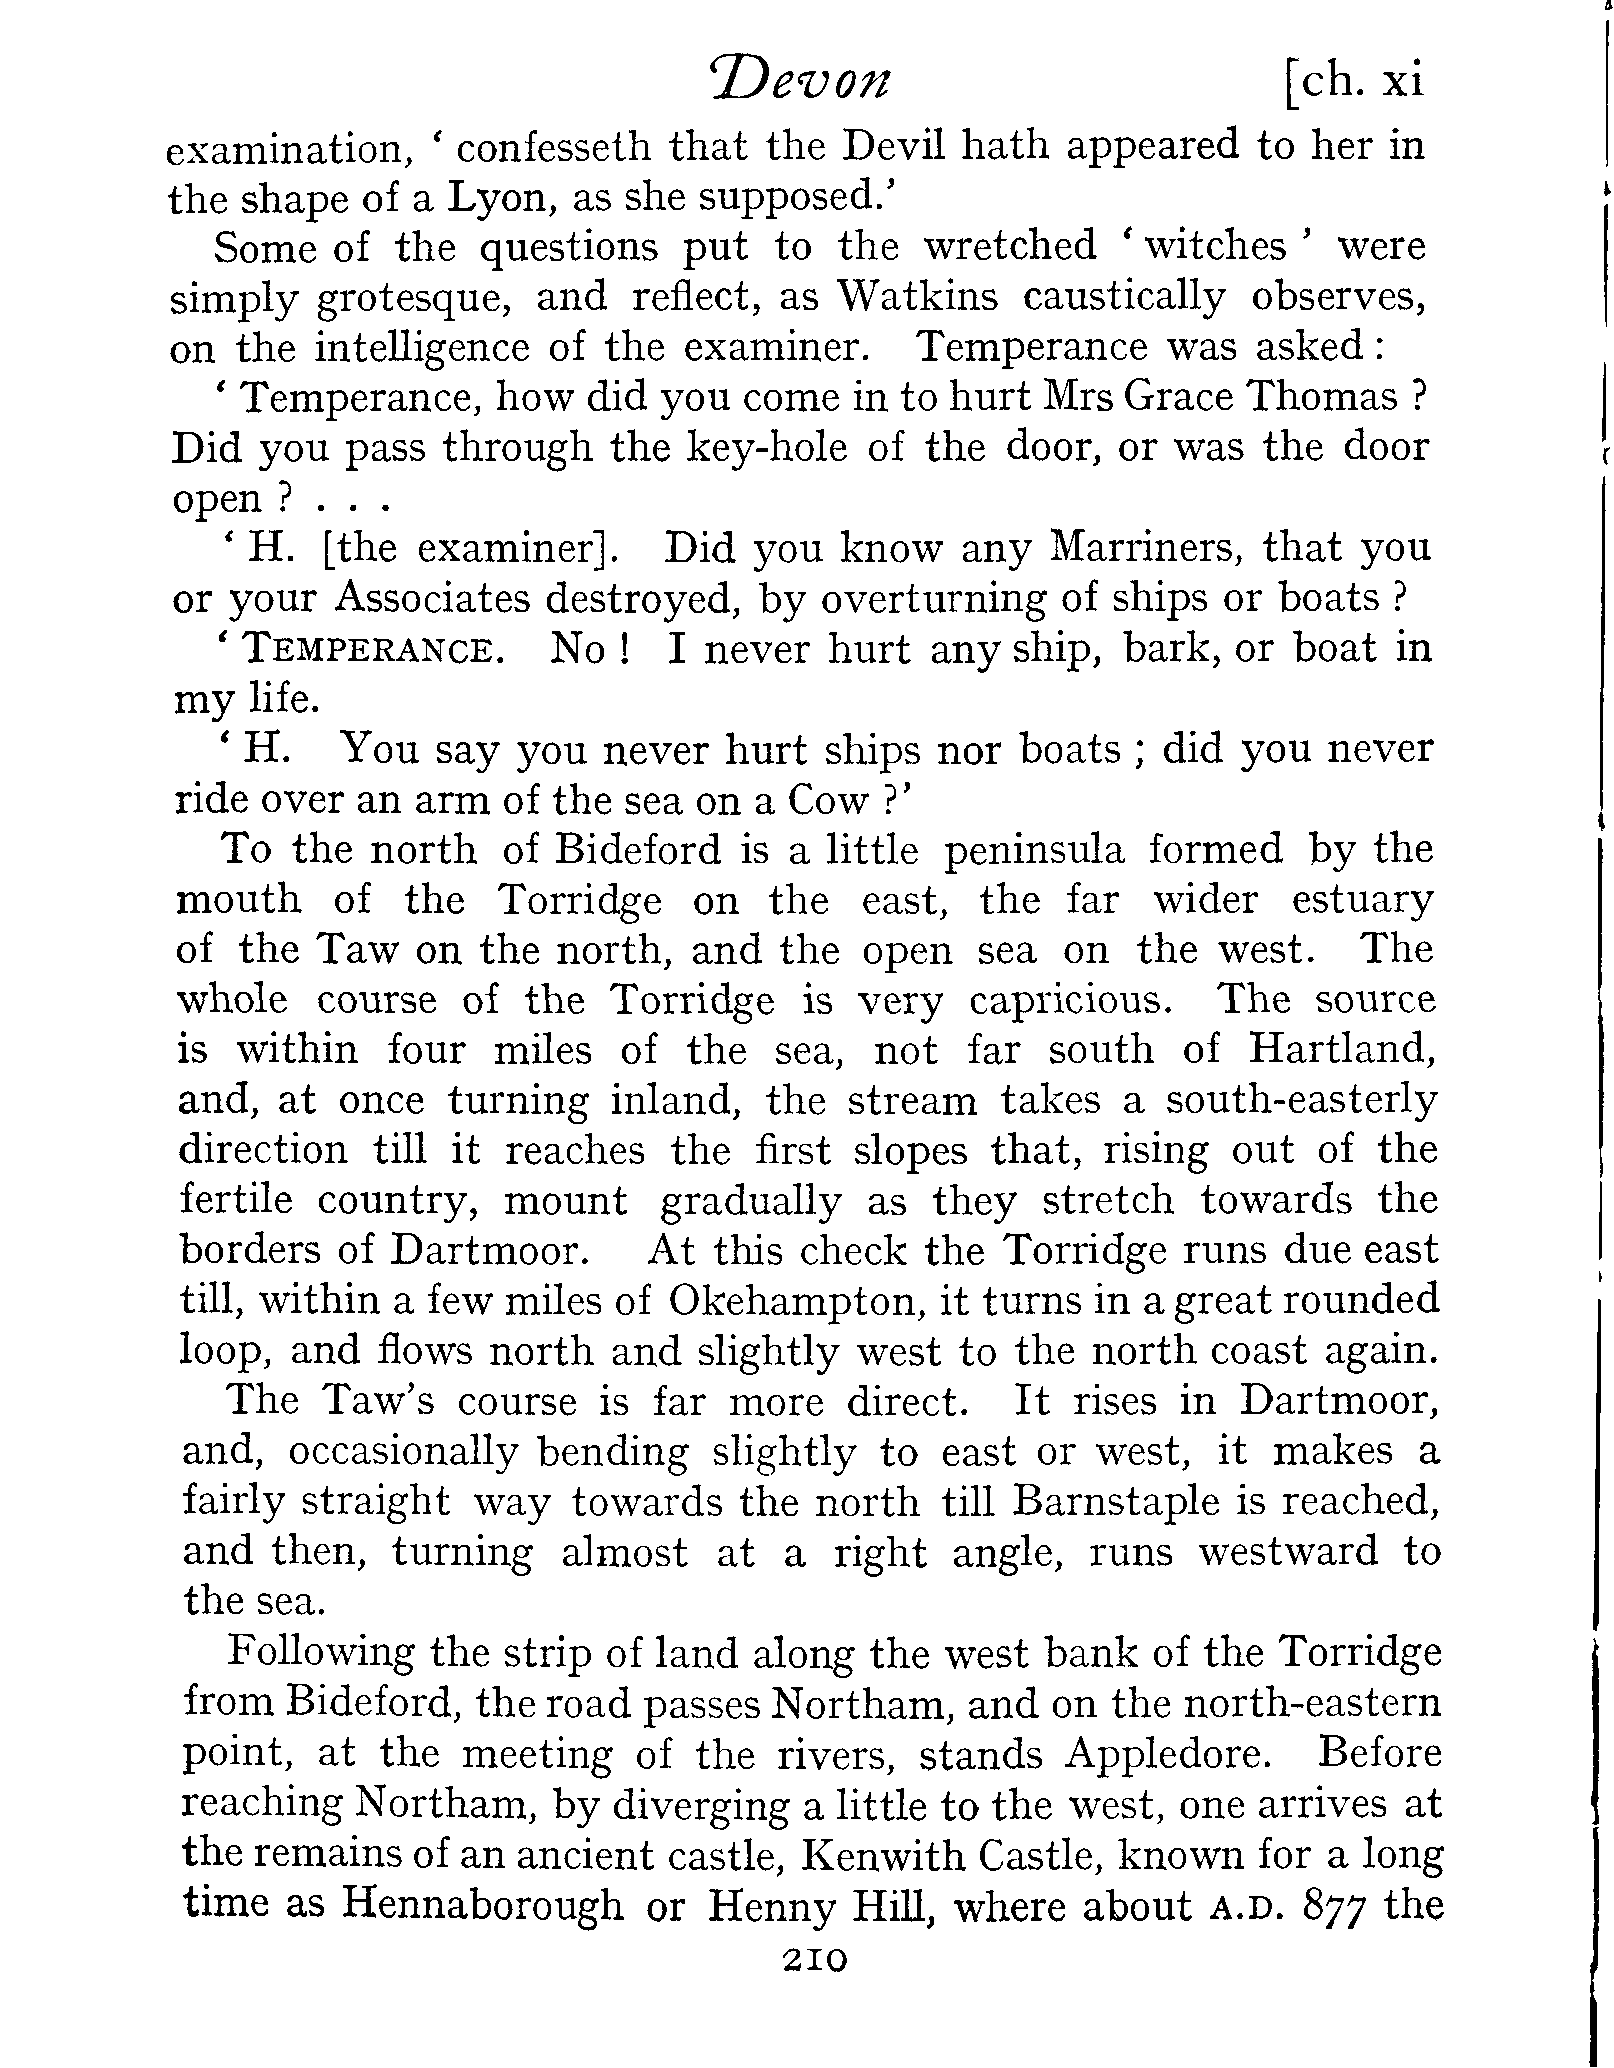 Devon [ch. xi
examination, ‘ confesseth that the Devil hath appeared to her in
the shape of a Lyon, as she supposed.’
Some of the questions put to the wretched ‘ witches ’ were
simply grotesque, and reflect, as Watkins caustically observes,
on the intelligence of the examiner. Temperance was asked :
‘ Temperance, how did you come in to hurt Mrs Grace Thomas ?
Did you pass through the key-hole of the door, or was the door
open ? . . .
‘ H. [the examiner]. Did you know any Marriners, that you
or your Associates destroyed, by overturning of ships or boats ?
‘ TEMPERANCE. No ! I never hurt any ship, bark, or boat in
my life.
‘ H. You say you never hurt ships nor boats ; did you never
ride over an arm of the sea on a Cow ?’
To the north of Bideford is a little peninsula formed by the
mouth of the Torridge on the east, the far wider estuary
of the Taw on the north, and the open sea on the west. The
whole course of the Torridge is very capricious. The source
is within four miles of the sea, not far south of Hartland,
and, at once turning inland, the stream takes a south-easterly
direction till it reaches the first slopes that, rising out of the
fertile country, mount gradually as they stretch towards the
borders of Dartmoor. At this check the Torridge runs due east
till, within a few miles of Okehampton, it turns in a great rounded
loop, and flows north and slightly west to the north coast again.
The Taw’s course is far more direct. It rises in Dartmoor,
and, occasionally bending slightly to east or west, it makes a
fairly straight way towards the north till Barnstaple is reached,
and then, turning almost at a right angle, runs westward to
the sea.
Following the strip of land along the west bank of the Torridge
from Bideford, the road passes Northam, and on the north-eastern
point, at the meeting of the rivers, stands Appledore. Before
reaching Northam, by diverging a little to the west, one arrives at
the remains of an ancient castle, Kenwith Castle, known for a long
time as Hennaborough or Henny Hill, where about A.D. 877 the
210